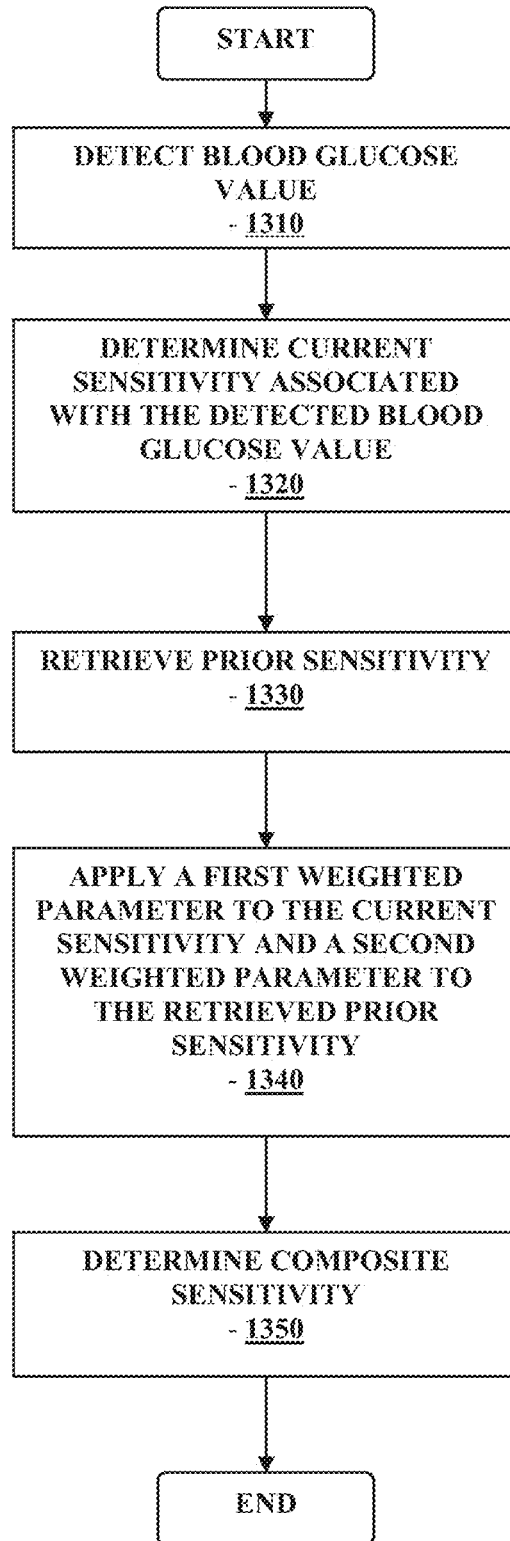 START
DETECT BLOOD GLUCOSE
VALUE
- 1310
DETERMINE CURRENT
SENSITIVITY ASSOCIATED
WITH THE DETECTED BLOOD
GLUCOSE VALUE
- 1320
RETRIEVE PRIOR SENSITIVITY
- 1330
APPLY A FIRST WEIGHTED
PARAMETER TO THE CURRENT
SENSITIVITY AND A SECOND
WEIGHTED PARAMETER TO
THE RETRIEVED PRIOR
SENSITIVITY
- 1340
DETERMINE COMPOSITE
SENSITIVITY
- 1350
END